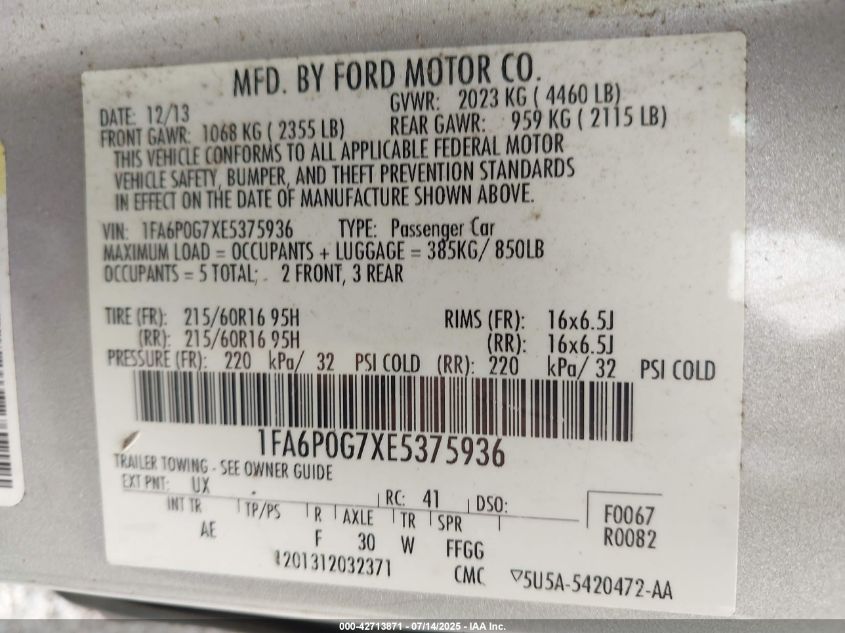 MFD. BY FORD MOTOR CO.
DATE: 12/13 GVWR: 2023 KG ( 4460 LB)
FRONT GAWR: 1068 KG ( 2355 LB) REAR GAWR: 959 KG ( 2115 LB)
THIS VEHICLE CONFORMS TO ALL APPLICABLE FEDERAL MOTOR
VEHICLE SAFETY, BUMPER, AND THEFT PREVENTION STANDARDS
IN EFFECT ON THE DATE OF MANUFACTURE SHOWN ABOVE.
VIN: 1FA6P0G7XE5375936 TYPE: Passenger Car
MAXIMUM LOAD = OCCUPANTS + LUGGAGE = 385KG/ 850LB
OCCUPANTS = 5 TOTAL; 2 FRONT, 3 REAR
TIRE (FR): 215/60R16 95H RIMS (FR): 16x6.5J
(RR): 215/60R16 95H (RR): 16x6.5J
PRESSURE (FR): 220 kPa/ 32 PSI COLD (RR): 220 kPa/ 32 PSI COLD
1FA6P0G7XE5375936
TRAILER TOWING - SEE OWNER GUIDE
EXT PNT: UX RC: 41 DSO:
INT TR TP/PS R AXLE TR SPR F0067
AE F 30 W FFGG R0082
4201312032371 CMC ▽5U5A-5420472-AA
000-42713871 - 07/14/2025 - IAA Inc.